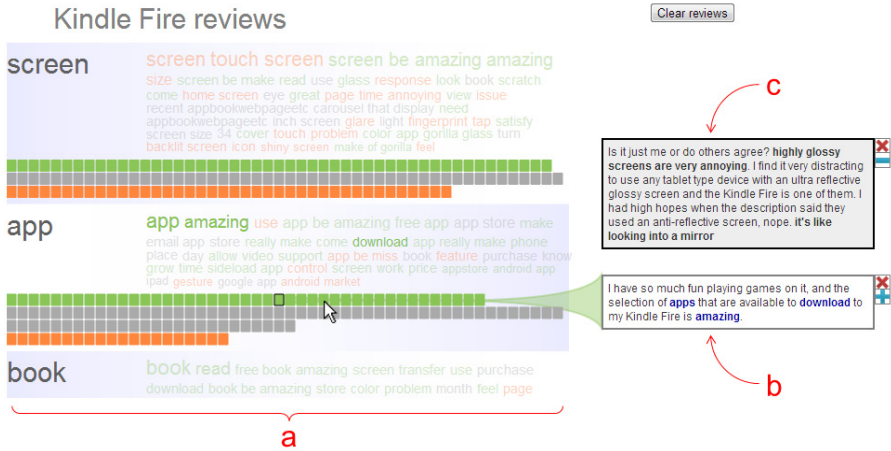 Kindle Fire reviews
Clear reviews
screen
screen touch screen screen be amazing amazing
size screen be make read use glass response look book scratch
come home screen eye great page time annoying view issue
recent appbookwebpageetc carousel that display need
appbookwebpageetc inch screen glare light fingerprint tap satisfy
screen size 34 cover touch problem color app gorilla glass turn
backlit screen icon shiny screen make of gorilla feel
app
app amazing use app be amazing free app app store make
email app store really make come download app really make phone
place day allow video support app be miss book feature purchase know
grow time sideload app control screen work price appstore android app
ipad gesture google app android market
book
book read free book amazing screen transfer use purchase
download book be amazing store color problem month feel page
a
c
Is it just me or do others agree? highly glossy
screens are very annoying. I find it very distracting
to use any tablet type device with an ultra reflective
glossy screen and the Kindle Fire is one of them. I
had high hopes when the description said they
used an anti-reflective screen, nope. it's like
looking into a mirror
I have so much fun playing games on it, and the
selection of apps that are available to download to
my Kindle Fire is amazing.
b